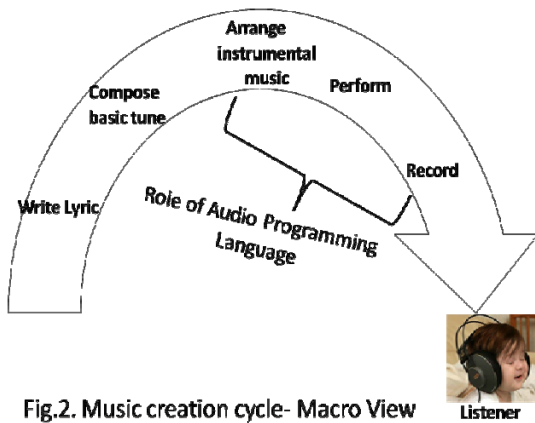 Arrange
instrumental
music
Compose
basic tune
Perform
Write Lyric
Record
Role of Audio Programming
Language
Fig.2. Music creation cycle- Macro View
Listener